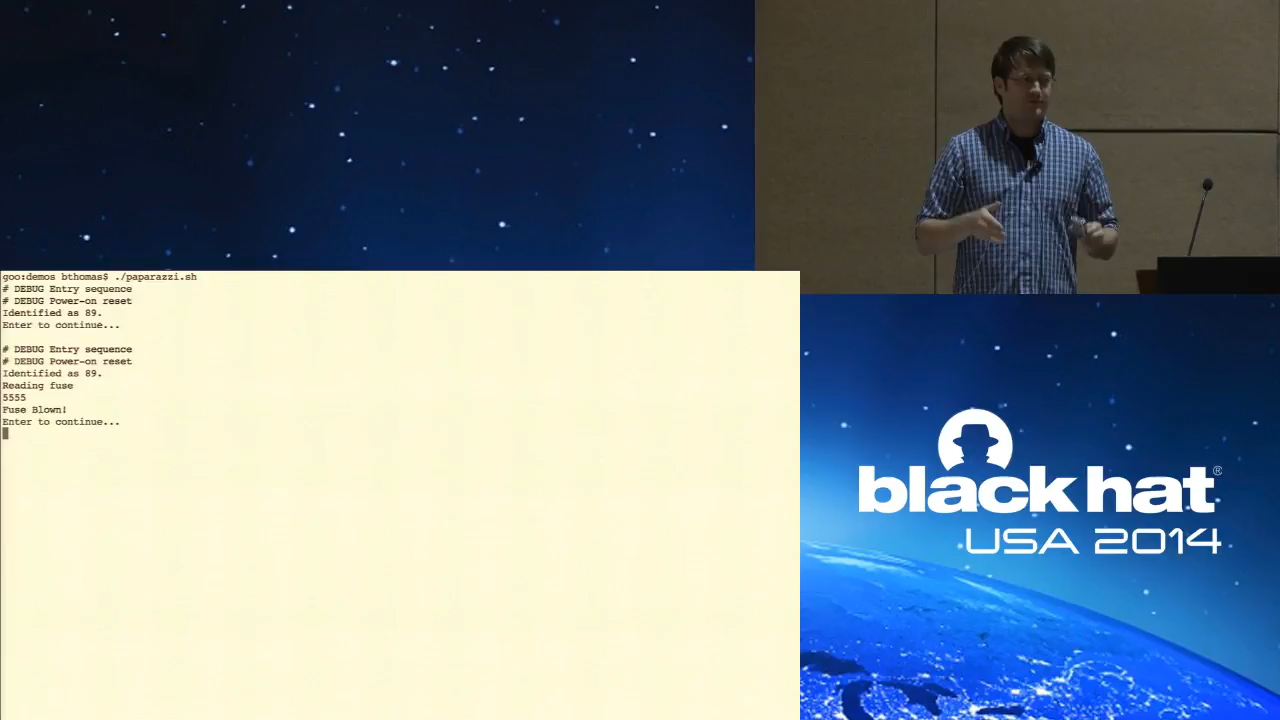 goo:demos bthomas$ ./paparazzi.sh
# DEBUG Entry sequence
# DEBUG Power-on reset
Identified as 89.
Enter to continue...
# DEBUG Entry sequence
# DEBUG Power-on reset
Identified as 89.
Reading fuse
5555
Fuse Blown!
Enter to continue...
black hat®
USA 2014